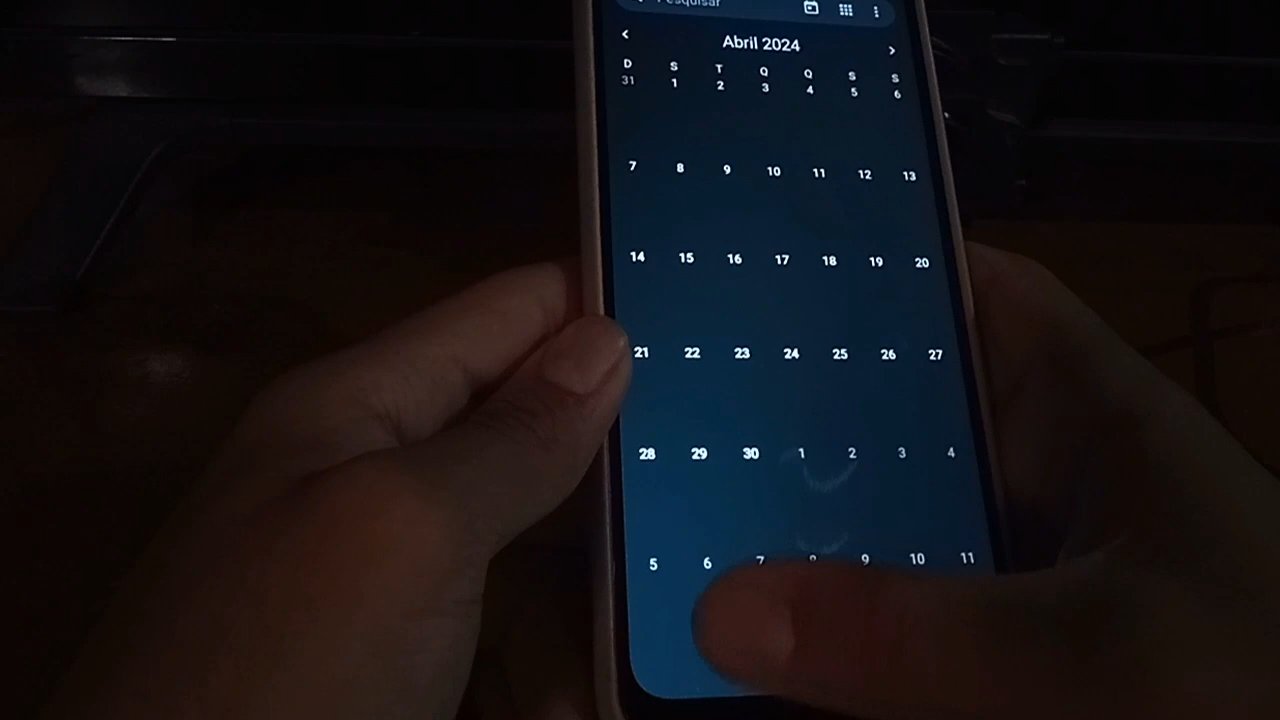 Pesquisar
Abril 2024
D S T Q Q S S
31 1 2 3 4 5 6
7 8 9 10 11 12 13
14 15 16 17 18 19 20
21 22 23 24 25 26 27
28 29 30 1 2 3 4
5 6 7 8 9 10 11